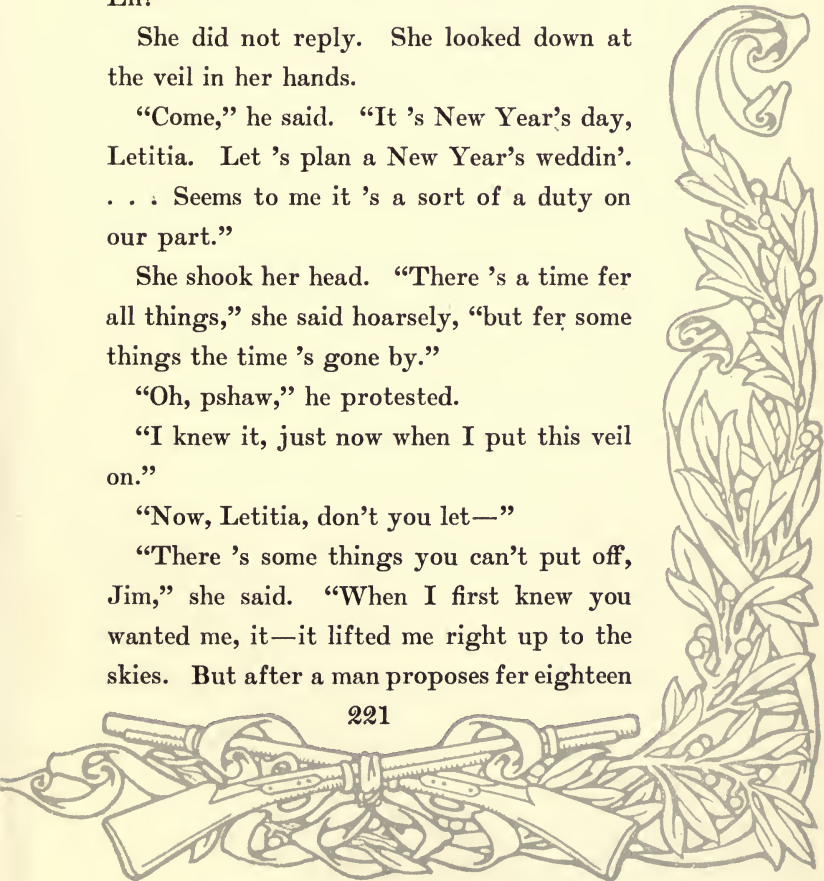 She did not reply. She looked down at
the veil in her hands.
“Come,” he said. “It ’s New Year’s day,
Letitia. Let ’s plan a New Year’s weddin’.
. . . Seems to me it ’s a sort of a duty on
our part.”
She shook her head. “There ’s a time fer
all things,” she said hoarsely, “but fer some
things the time ’s gone by.”
“Oh, pshaw,” he protested.
“I knew it, just now when I put this veil
on.”
“Now, Letitia, don’t you let—”
“There ’s some things you can’t put off,
Jim,” she said. “When I first knew you
wanted me, it—it lifted me right up to the
skies. But after a man proposes fer eighteen
221